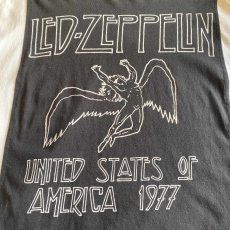 LED-ZEPPELIN
UNITED STATES OF
AMERICA 1977